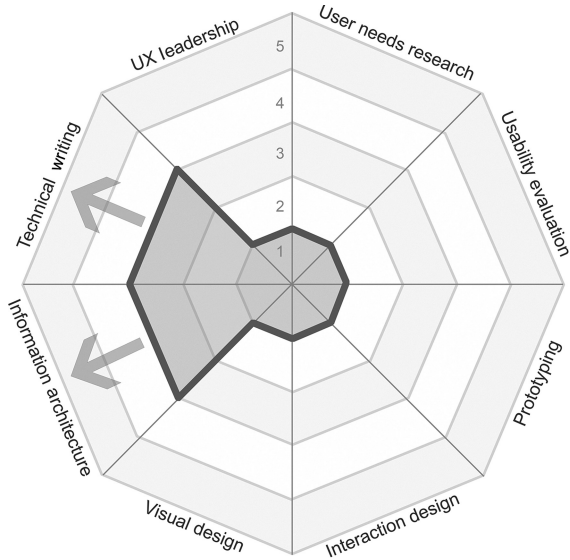 UX leadership
User needs research
5
4
3
2
1
Technical writing
Usability evaluation
Information architecture
Prototyping
Visual design
Interaction design